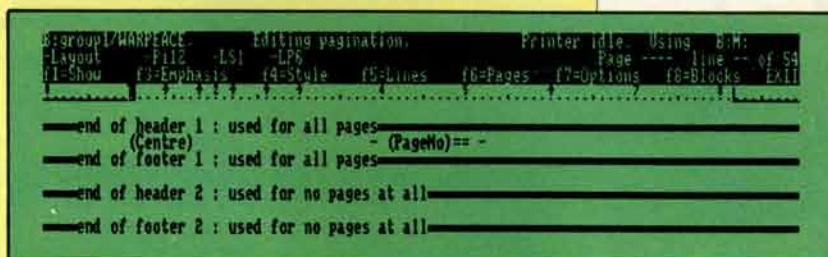 B:group1/WARPEACE. Editing pagination. Printer idle. Using B:M:
-Layout -Pi12 -LS1 -LP6 Page ---- line -- of 54
f1=Show f3=Emphasis f4=Style f5=Lines f6=Pages f7=Options f8=Blocks EXIT
end of header 1 : used for all pages
(Centre) - (PageNo)== -
end of footer 1 : used for all pages
end of header 2 : used for no pages at all
end of footer 2 : used for no pages at all